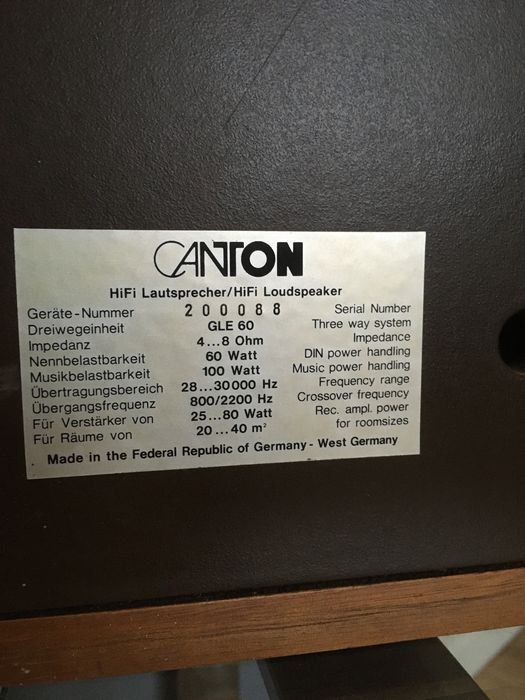 CANTON
HiFi Lautsprecher/HiFi Loudspeaker
Geräte-Nummer 200088 Serial Number
Dreiwegeinheit GLE 60 Three way system
Impedanz 4...8 Ohm Impedance
Nennbelastbarkeit 60 Watt DIN power handling
Musikbelastbarkeit 100 Watt Music power handling
Übertragungsbereich 28...30000 Hz Frequency range
Übergangsfrequenz 800/2200 Hz Crossover frequency
Für Verstärker von 25...80 Watt Rec. ampl. power
Für Räume von 20...40 m² for roomsizes
Made in the Federal Republic of Germany - West Germany